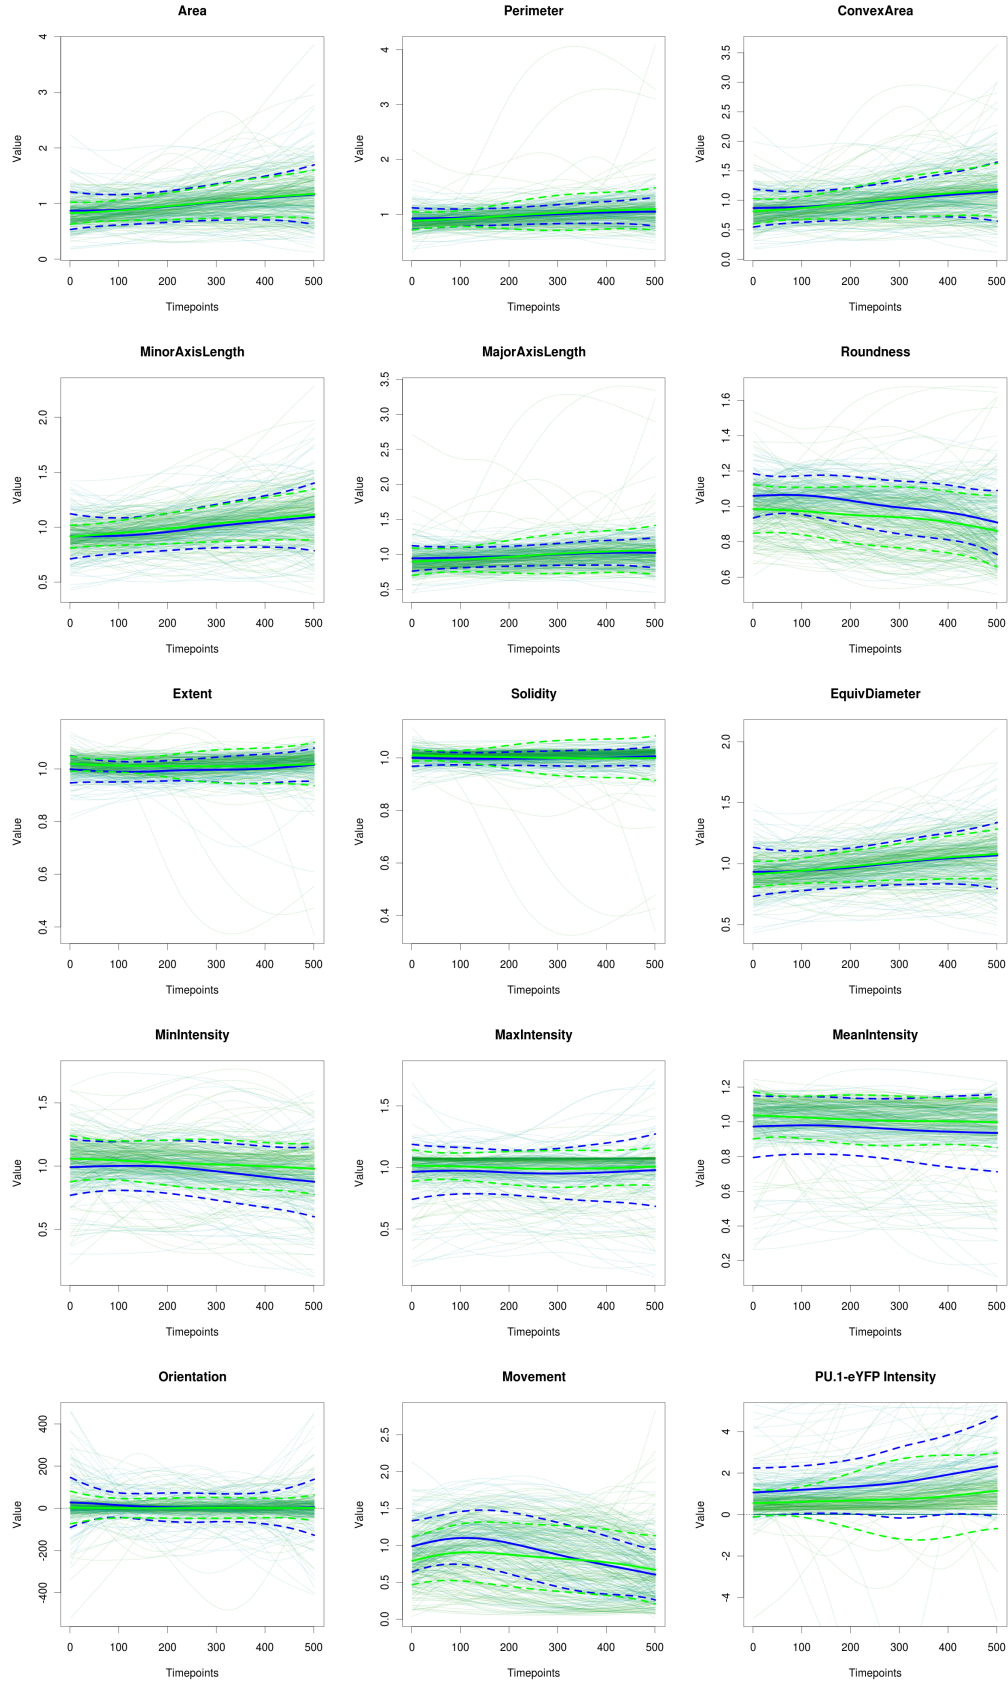 Area
Perimeter
ConvexArea
Value
0 1 2 3 4
0 100 200 300 400 500
Timepoints
Value
1 2 3 4
0 100 200 300 400 500
Timepoints
Value
0.0 0.5 1.0 1.5 2.0 2.5 3.0 3.5
0 100 200 300 400 500
Timepoints
MinorAxisLength
MajorAxisLength
Roundness
Value
0.5 1.0 1.5 2.0
0 100 200 300 400 500
Timepoints
Value
0.5 1.0 1.5 2.0 2.5 3.0 3.5
0 100 200 300 400 500
Timepoints
Value
0.6 0.8 1.0 1.2 1.4 1.6
0 100 200 300 400 500
Timepoints
Extent
Solidity
EquivDiameter
Value
0.4 0.6 0.8 1.0
0 100 200 300 400 500
Timepoints
Value
0.4 0.6 0.8 1.0
0 100 200 300 400 500
Timepoints
Value
0.5 1.0 1.5 2.0
0 100 200 300 400 500
Timepoints
MinIntensity
MaxIntensity
MeanIntensity
Value
0.5 1.0 1.5
0 100 200 300 400 500
Timepoints
Value
0.5 1.0 1.5
0 100 200 300 400 500
Timepoints
Value
0.2 0.4 0.6 0.8 1.0 1.2
0 100 200 300 400 500
Timepoints
Orientation
Movement
PU.1-eYFP Intensity
Value
-400 -200 0 200 400
0 100 200 300 400 500
Timepoints
Value
0.0 0.5 1.0 1.5 2.0 2.5
0 100 200 300 400 500
Timepoints
Value
-4 -2 0 2 4
0 100 200 300 400 500
Timepoints